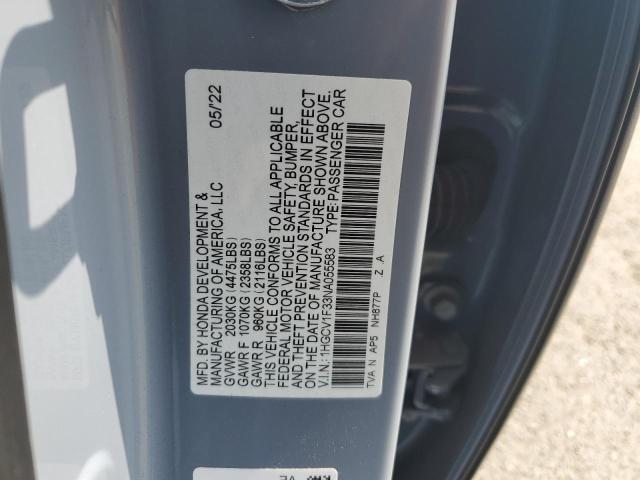 MFD. BY HONDA DEVELOPMENT &
MANUFACTURING OF AMERICA, LLC 05/'22
GVWR 2030KG (4475LBS)
GAWR F 1070KG (2358LBS)
GAWR R 960KG (2116LBS)
THIS VEHICLE CONFORMS TO ALL APPLICABLE
FEDERAL MOTOR VEHICLE SAFETY, BUMPER,
AND THEFT PREVENTION STANDARDS IN EFFECT
ON THE DATE OF MANUFACTURE SHOWN ABOVE.
V.I.N.: 1HGCV1F33NA055583 TYPE:PASSENGER CAR
TVA N AP5 NH877P Z .A